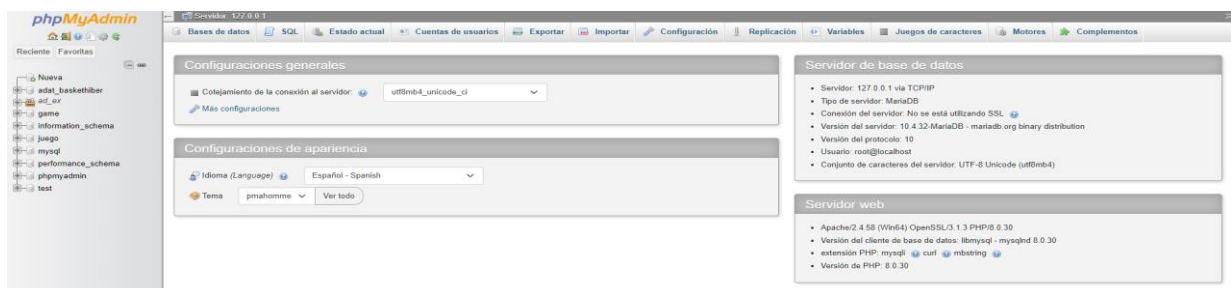 phpMyAdmin
Reciente Favoritas
Nueva
adat_baskethiber
ad_ex
game
information_schema
juego
mysql
performance_schema
phpmyadmin
test
Servidor: 127.0.0.1
Bases de datos SQL Estado actual Cuentas de usuarios Exportar Importar Configuración Replicación Variables Juegos de caracteres Motores Complementos
Configuraciones generales
Cotejamiento de la conexión al servidor: utf8mb4_unicode_ci
Más configuraciones
Configuraciones de apariencia
Idioma (Language) Español - Spanish
Tema pmahomme Ver todo
Servidor de base de datos
• Servidor: 127.0.0.1 via TCP/IP
• Tipo de servidor: MariaDB
• Conexión del servidor: No se está utilizando SSL
• Versión del servidor: 10.4.32-MariaDB - mariadb.org binary distribution
• Versión del protocolo: 10
• Usuario: root@localhost
• Conjunto de caracteres del servidor: UTF-8 Unicode (utf8mb4)
Servidor web
• Apache/2.4.58 (Win64) OpenSSL/3.1.3 PHP/8.0.30
• Versión del cliente de base de datos: libmysql - mysqlnd 8.0.30
• extensión PHP: mysqli curl mbstring
• Versión de PHP: 8.0.30